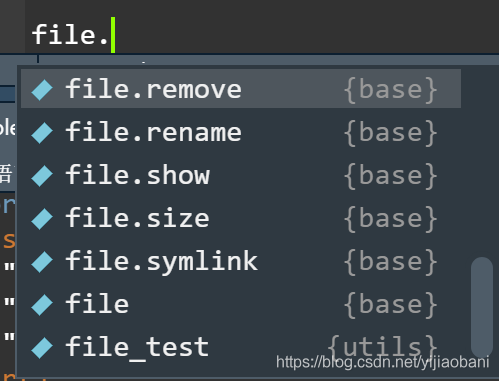 file.
file.remove {base}
file.rename {base}
file.show {base}
file.size {base}
file.symlink {base}
file {base}
file_test {utils}
https://blog.csdn.net/yijiaobani